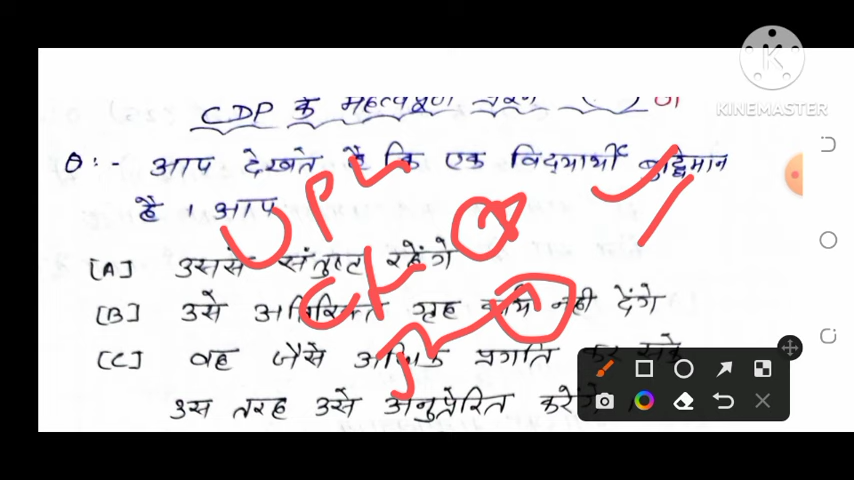 KINEMASTER
CDP के महत्वपूर्ण
θ:- आप देखते है कि एक विद्यार्थी बुद्धिमान
है । आप
[A] उससे संतुष्ट रहेंगे
[B] उसे अतिरिक्त गृह कार्य नही देंगे
[C] वह जैसे अधिक प्रगति कर सके
उस तरह उसे अनुप्रेरित करेंगे